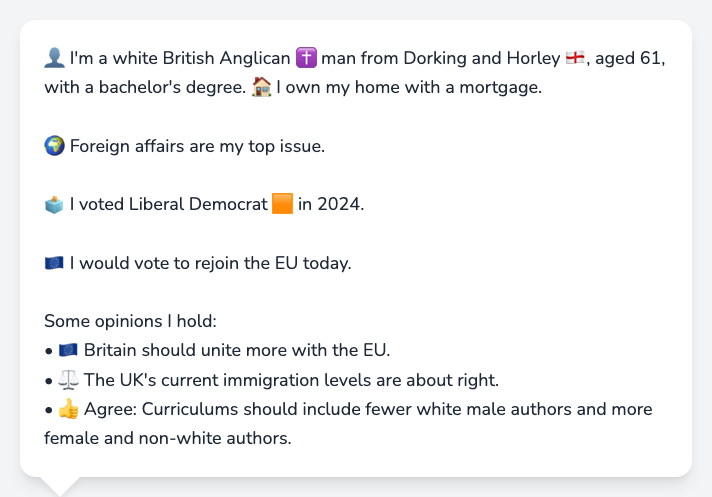 👤 I'm a white British Anglican ✝️ man from Dorking and Horley 🏴󠁧󠁢󠁥󠁮󠁧󠁿, aged 61,
with a bachelor's degree. 🏠 I own my home with a mortgage.
🌍 Foreign affairs are my top issue.
🗳️ I voted Liberal Democrat 🟧 in 2024.
🇪🇺 I would vote to rejoin the EU today.
Some opinions I hold:
• 🇪🇺 Britain should unite more with the EU.
• ⚖️ The UK's current immigration levels are about right.
• 👍 Agree: Curriculums should include fewer white male authors and more
female and non-white authors.